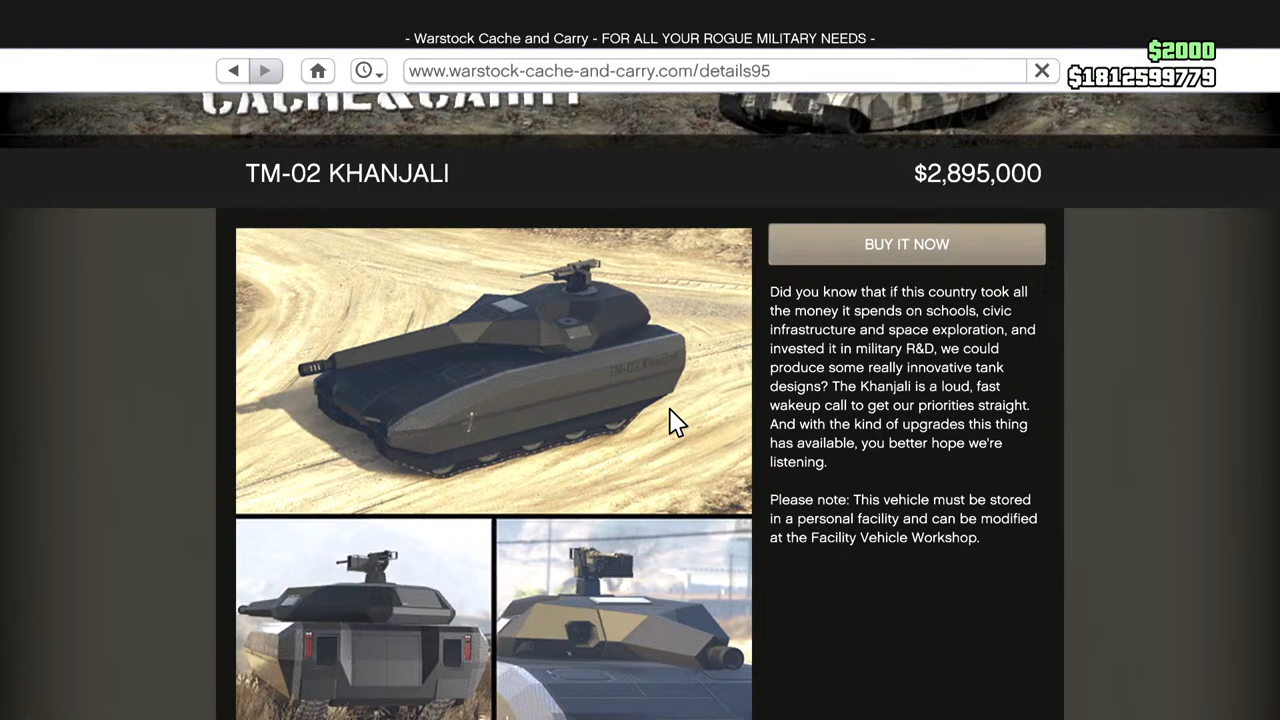 - Warstock Cache and Carry - FOR ALL YOUR ROGUE MILITARY NEEDS -
$2000
www.warstock-cache-and-carry.com/details95
$1812599779
CACHE&CARRY
TM-02 KHANJALI
$2,895,000
BUY IT NOW
Did you know that if this country took all
the money it spends on schools, civic
infrastructure and space exploration, and
invested it in military R&D, we could
produce some really innovative tank
designs? The Khanjali is a loud, fast
wakeup call to get our priorities straight.
And with the kind of upgrades this thing
has available, you better hope we're
listening.
Please note: This vehicle must be stored
in a personal facility and can be modified
at the Facility Vehicle Workshop.
TM-02 Khanjali